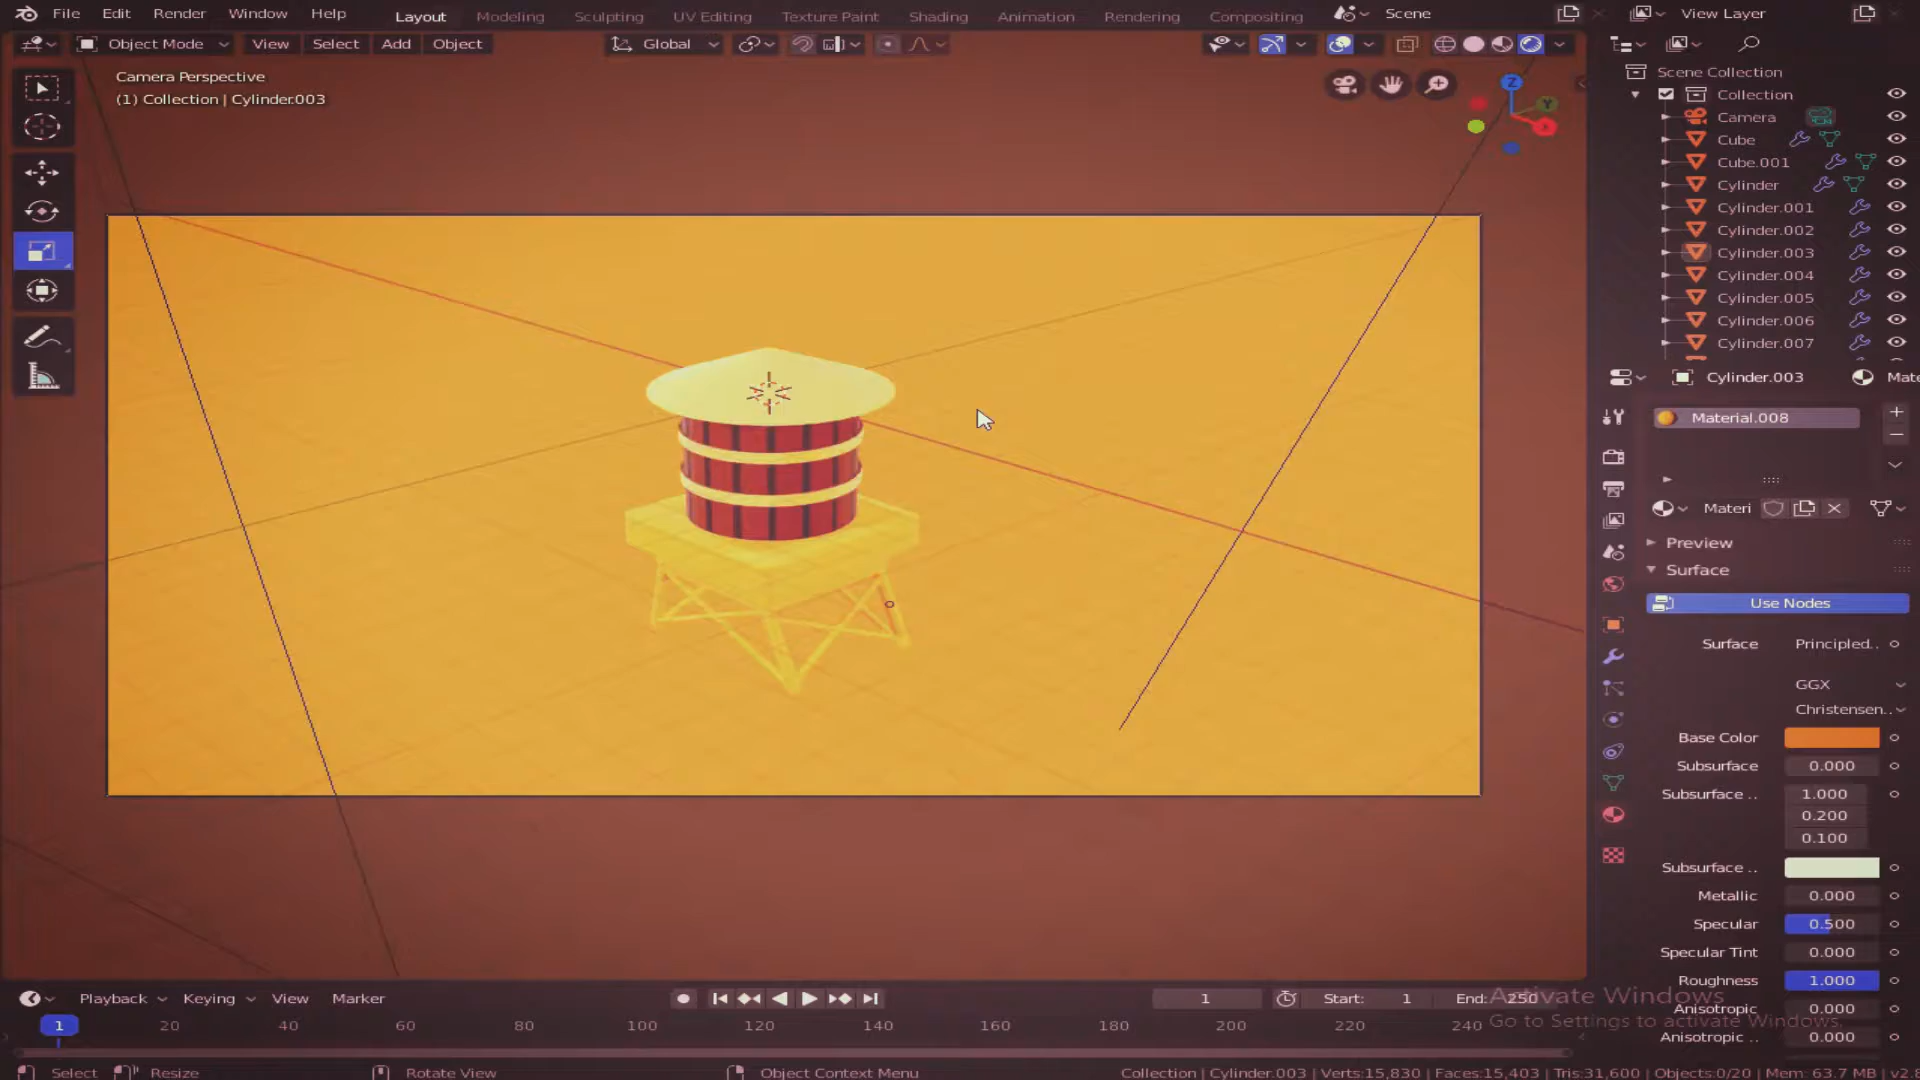 File Edit Render Window Help Layout Modeling Sculpting UV Editing Texture Paint Shading Animation Rendering Compositing Scene View Layer
Object Mode View Select Add Object Global
Camera Perspective
(1) Collection | Cylinder.003
Z
Y
X
Scene Collection
Collection
Camera
Cube
Cube.001
Cylinder
Cylinder.001
Cylinder.002
Cylinder.003
Cylinder.004
Cylinder.005
Cylinder.006
Cylinder.007
Cylinder.003 Mate
Material.008
Materi
Preview
Surface
Use Nodes
Surface Principled..
GGX
Christensen..
Base Color
Subsurface 0.000
Subsurface .. 1.000
0.200
0.100
Subsurface ..
Metallic 0.000
Specular 0.500
Specular Tint 0.000
Roughness 1.000
Anisotropic 0.000
Anisotropic .. 0.000
Playback Keying View Marker 1 Start: 1 End: 250
Activate Windows
Go to Settings to activate Windows.
1 20 40 60 80 100 120 140 160 180 200 220 240
Select Resize Rotate View Object Context Menu Collection | Cylinder.003 | Verts:15,830 | Faces:15,403 | Tris:31,600 | Objects:0/20 | Mem: 63.7 MB | v2.8